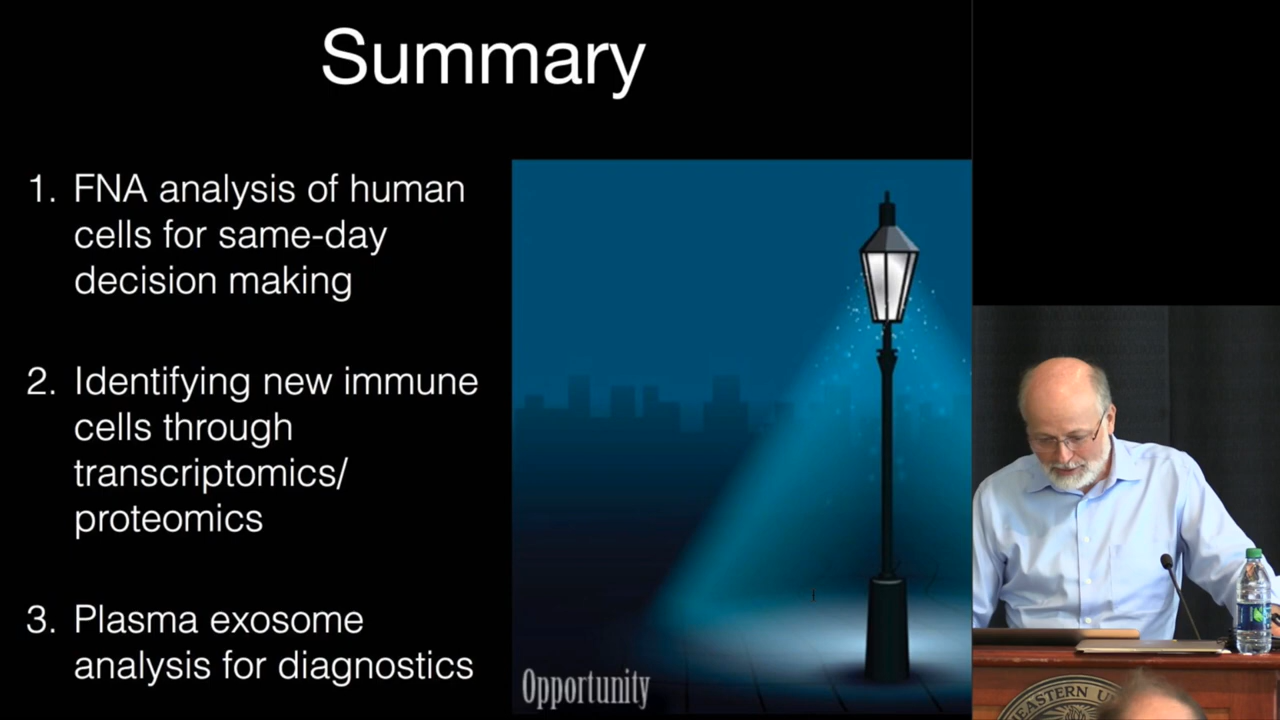 Summary
1. FNA analysis of human
cells for same-day
decision making
2. Identifying new immune
cells through
transcriptomics/
proteomics
3. Plasma exosome
analysis for diagnostics
Opportunity
EASTERN U